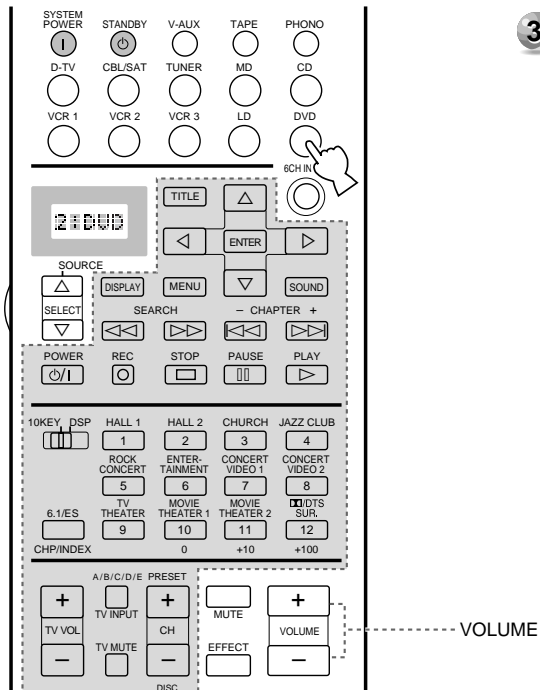 3
SYSTEM
POWER STANDBY V-AUX TAPE PHONO
D-TV CBL/SAT TUNER MD CD
VCR 1 VCR 2 VCR 3 LD DVD
6CH IN
2:DVD
TITLE
ENTER
SOURCE
SELECT
DISPLAY MENU SOUND
SEARCH – CHAPTER +
POWER REC STOP PAUSE PLAY
10KEY DSP HALL 1 HALL 2 CHURCH JAZZ CLUB
1 2 3 4
ROCK CONCERT ENTER-TAINMENT CONCERT VIDEO 1 CONCERT VIDEO 2
5 6 7 8
6.1/ES TV THEATER MOVIE THEATER 1 MOVIE THEATER 2 /DTS SUR.
9 10 11 12
CHP/INDEX 0 +10 +100
A/B/C/D/E PRESET
+ + +
TV VOL TV INPUT CH MUTE VOLUME
VOLUME
TV MUTE EFFECT
– – –
DISC